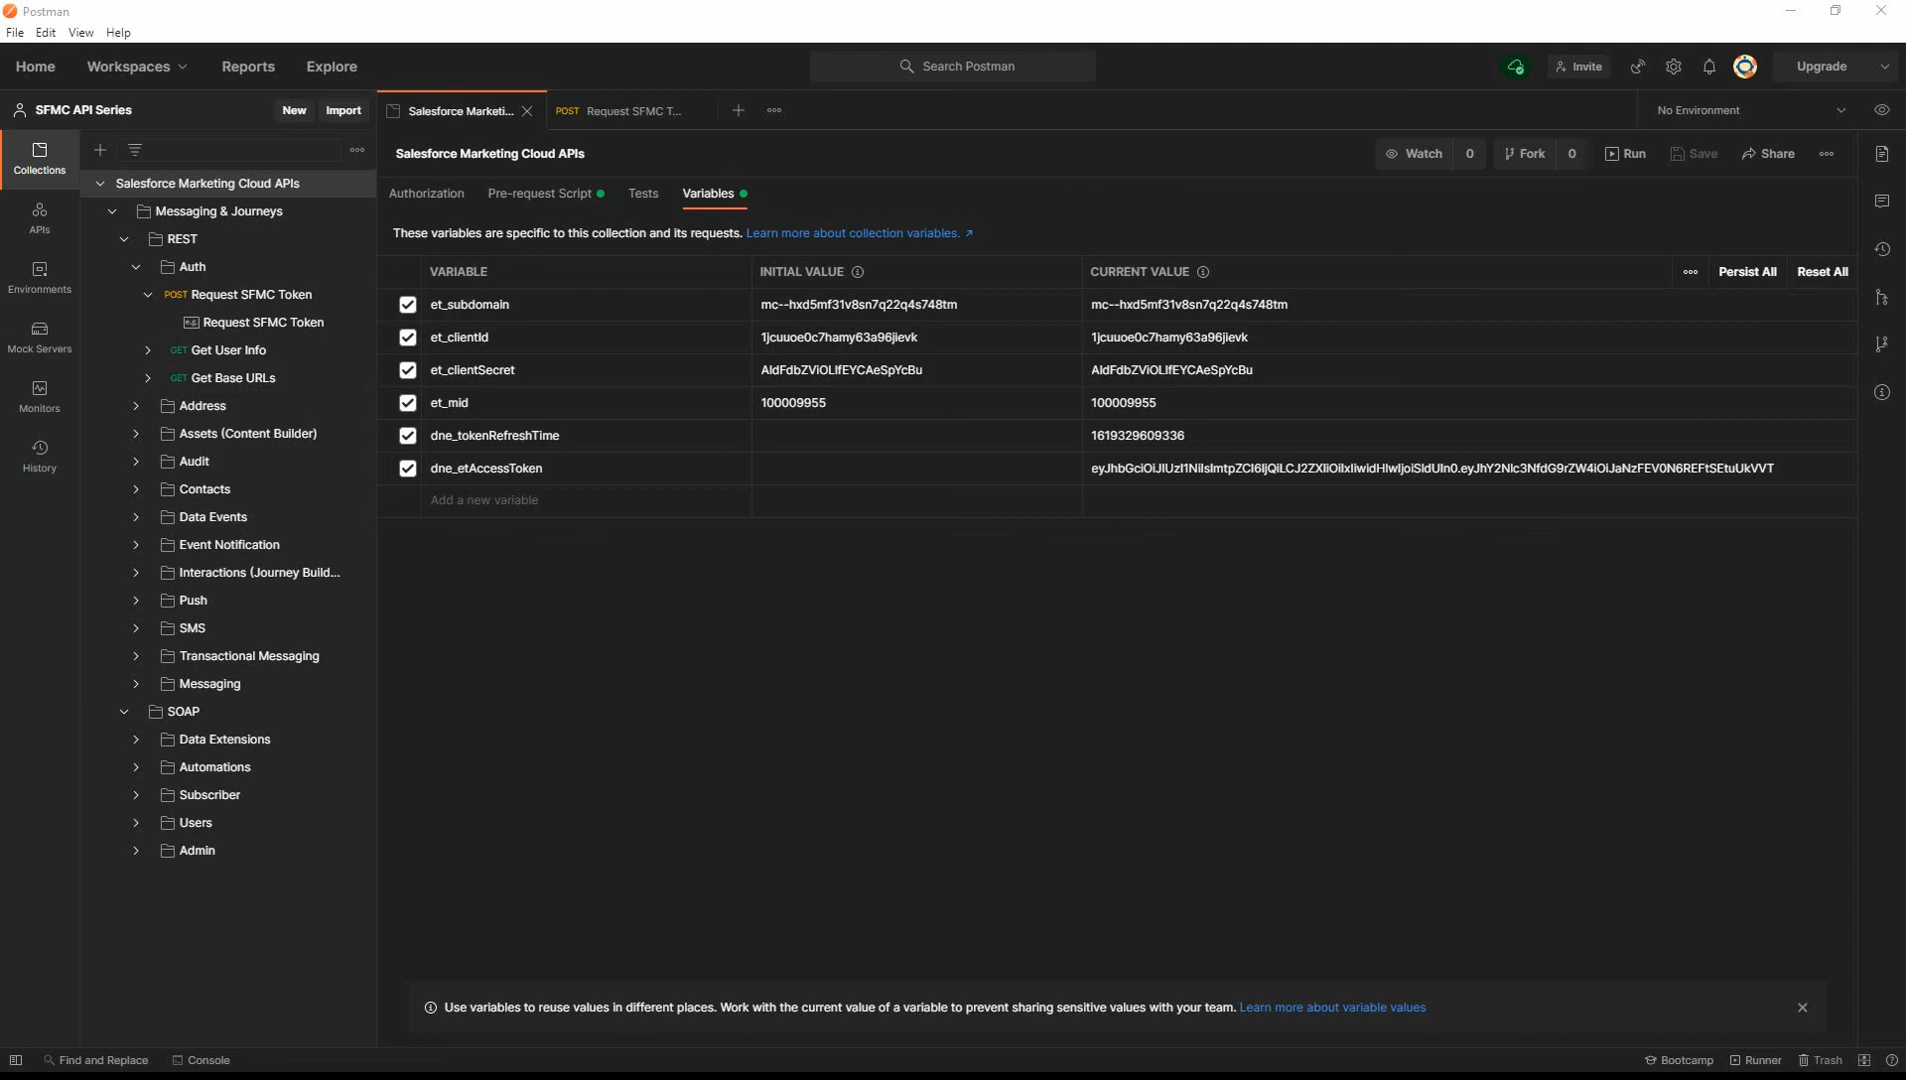 Postman
File Edit View Help
Home Workspaces Reports Explore
Search Postman
Invite
Upgrade
SFMC API Series
New Import
Salesforce Marketi...
POST Request SFMC T...
No Environment
Collections
APIs
Environments
Mock Servers
Monitors
History
Salesforce Marketing Cloud APIs
Messaging & Journeys
REST
Auth
POST Request SFMC Token
e.g. Request SFMC Token
GET Get User Info
GET Get Base URLs
Address
Assets (Content Builder)
Audit
Contacts
Data Events
Event Notification
Interactions (Journey Build...
Push
SMS
Transactional Messaging
Messaging
SOAP
Data Extensions
Automations
Subscriber
Users
Admin
Salesforce Marketing Cloud APIs
Watch 0 Fork 0 Run Save Share
Authorization Pre-request Script Tests Variables
These variables are specific to this collection and its requests. Learn more about collection variables. ↗
VARIABLE INITIAL VALUE CURRENT VALUE Persist All Reset All
et_subdomain mc--hxd5mf31v8sn7q22q4s748tm mc--hxd5mf31v8sn7q22q4s748tm
et_clientId 1jcuuoe0c7hamy63a96jievk 1jcuuoe0c7hamy63a96jievk
et_clientSecret
et_mid 100009955 100009955
dne_tokenRefreshTime 1619329609336
dne_etAccessToken
Add a new variable
Use variables to reuse values in different places. Work with the current value of a variable to prevent sharing sensitive values with your team. Learn more about variable values
Find and Replace Console
Bootcamp Runner Trash